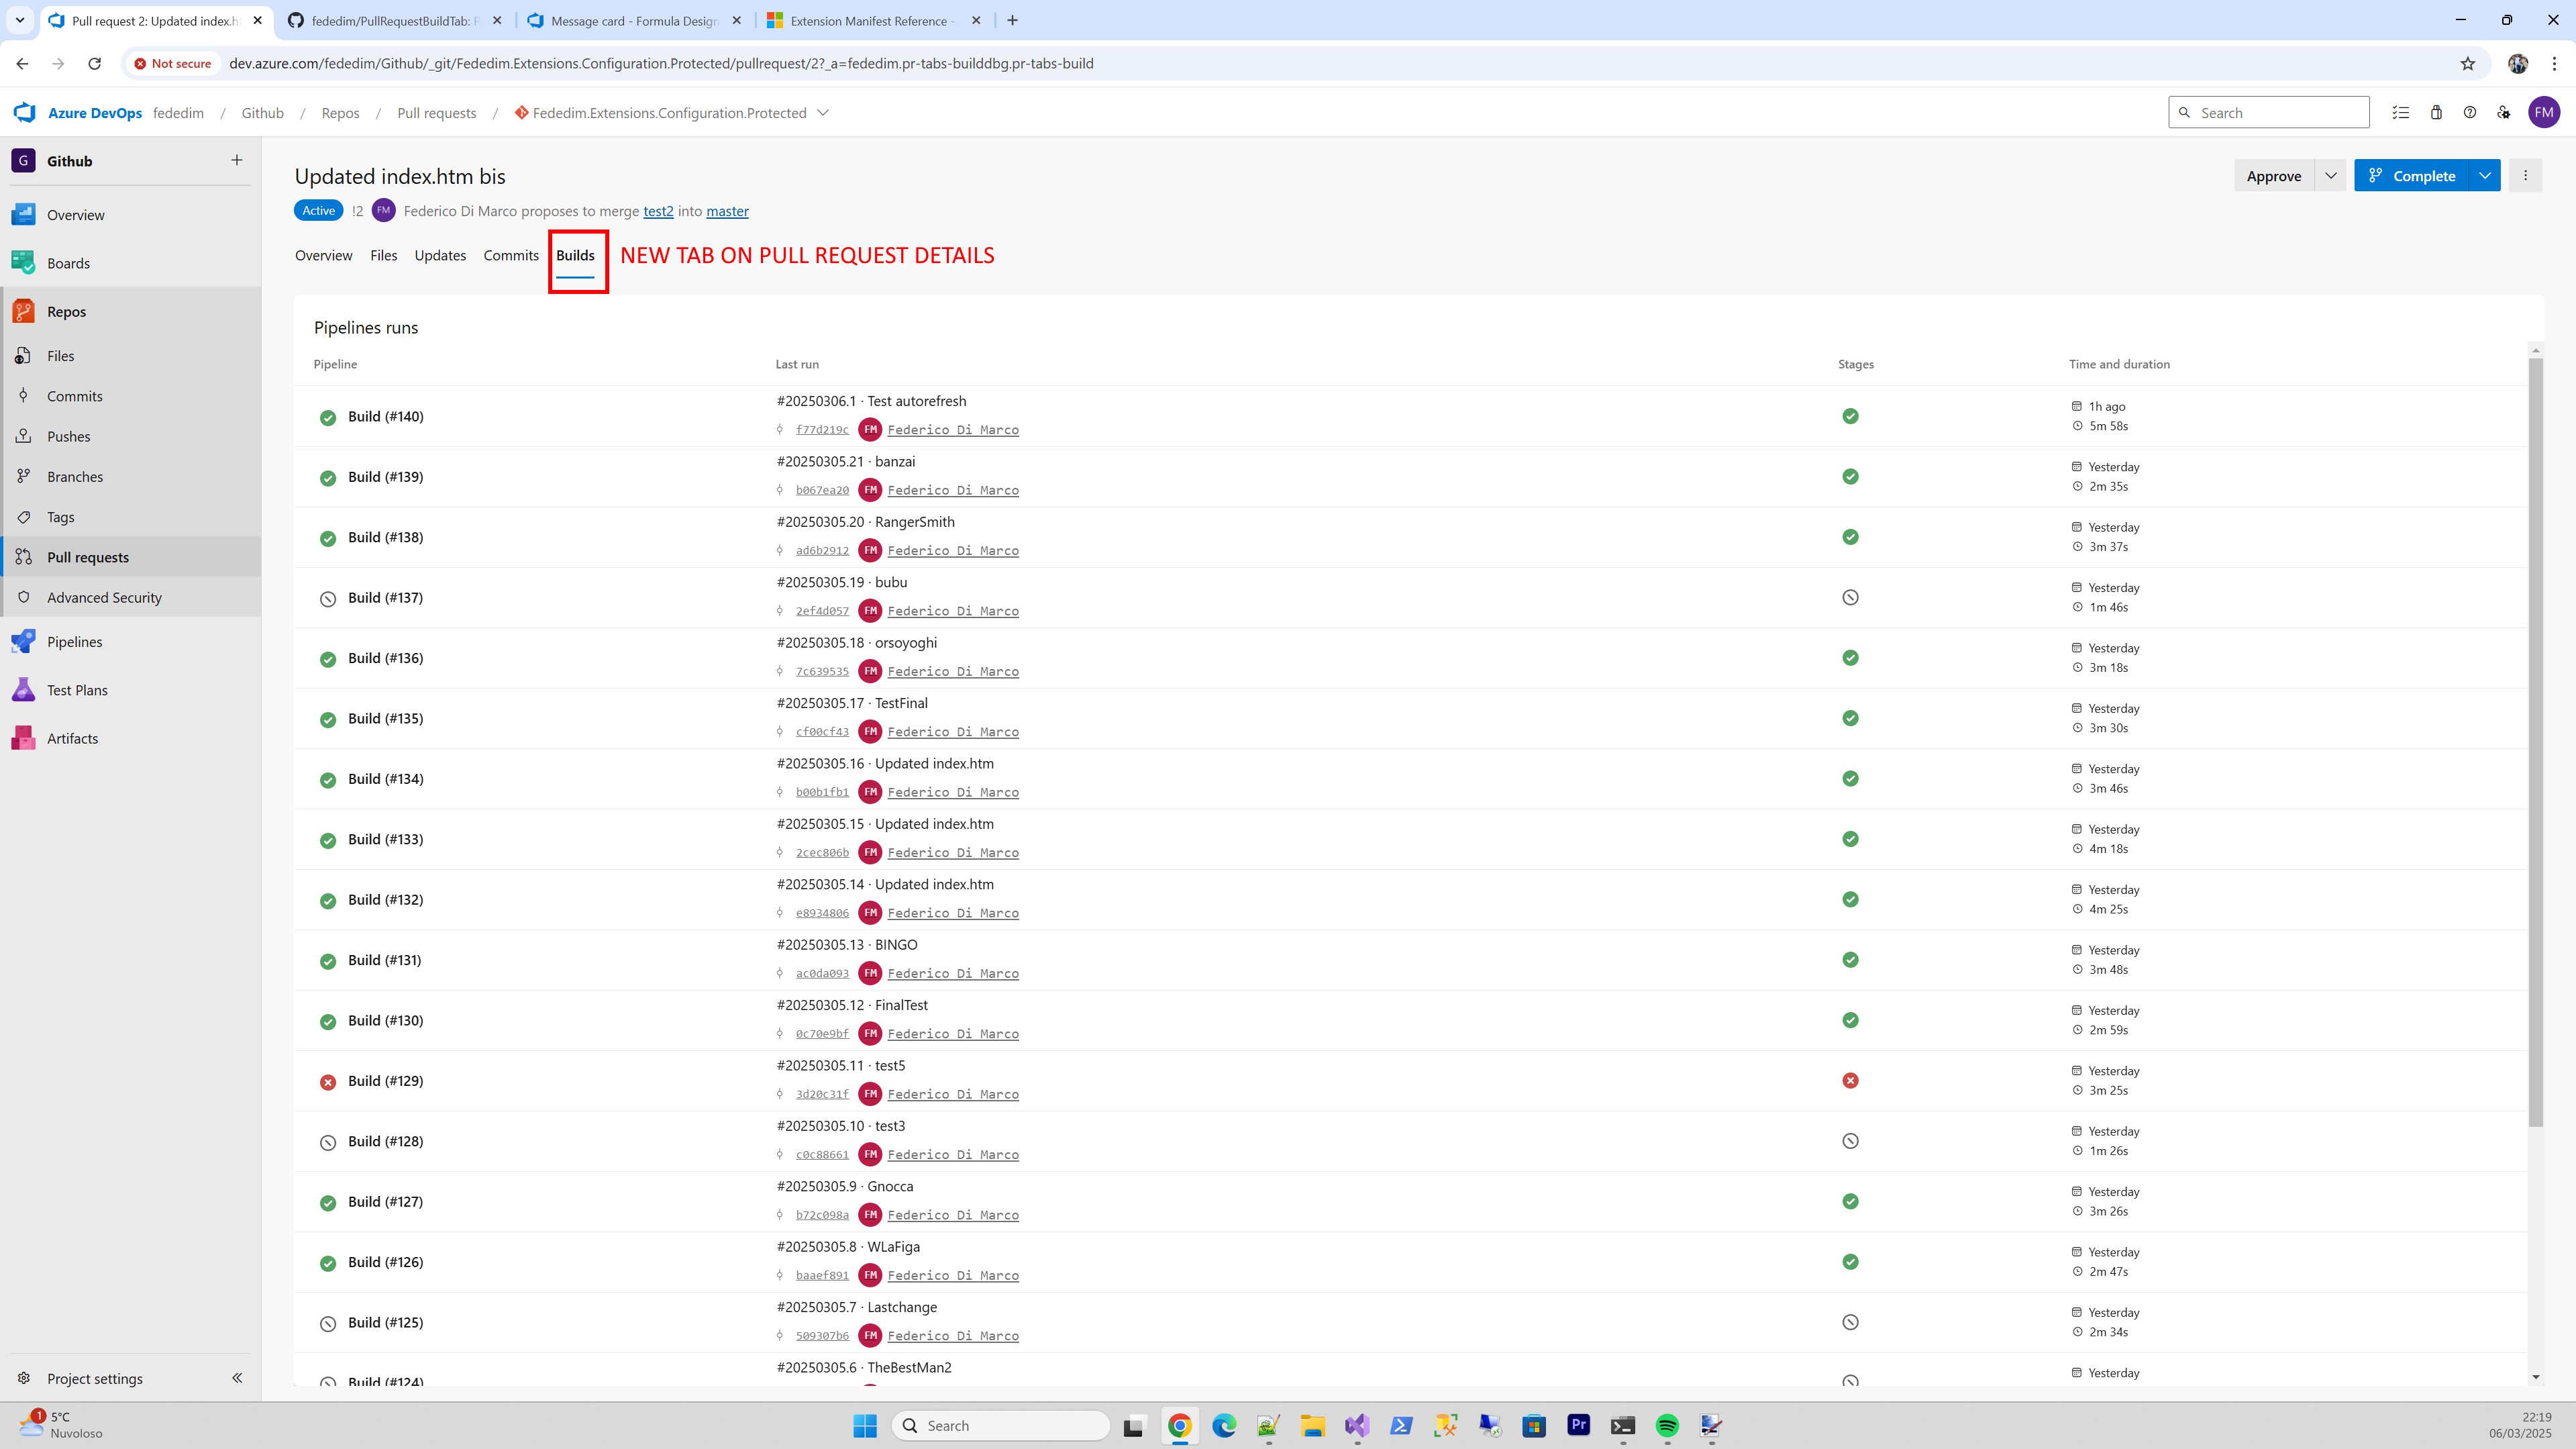 Pull request 2: Updated index.h
fededim/PullRequestBuildTab: P
Message card - Formula Design
Extension Manifest Reference -
Not secure
dev.azure.com/fededim/Github/_git/Fededim.Extensions.Configuration.Protected/pullrequest/2?_a=fededim.pr-tabs-builddbg.pr-tabs-build
Azure DevOps fededim / Github / Repos / Pull requests / Fededim.Extensions.Configuration.Protected
Search
FM
G Github
Overview
Boards
Repos
Files
Commits
Pushes
Branches
Tags
Pull requests
Advanced Security
Pipelines
Test Plans
Artifacts
Project settings
Updated index.htm bis
Approve
Complete
Active !2 FM Federico Di Marco proposes to merge test2 into master
Overview Files Updates Commits Builds NEW TAB ON PULL REQUEST DETAILS
Pipelines runs
Pipeline Last run Stages Time and duration
#20250306.1 · Test autorefresh
Build (#140)
1h ago
f77d219c FM Federico Di Marco
5m 58s
#20250305.21 · banzai
Build (#139)
Yesterday
b067ea20 FM Federico Di Marco
2m 35s
#20250305.20 · RangerSmith
Build (#138)
Yesterday
ad6b2912 FM Federico Di Marco
3m 37s
#20250305.19 · bubu
Build (#137)
Yesterday
2ef4d057 FM Federico Di Marco
1m 46s
#20250305.18 · orsoyoghi
Build (#136)
Yesterday
7c639535 FM Federico Di Marco
3m 18s
#20250305.17 · TestFinal
Build (#135)
Yesterday
cf00cf43 FM Federico Di Marco
3m 30s
#20250305.16 · Updated index.htm
Build (#134)
Yesterday
b00b1fb1 FM Federico Di Marco
3m 46s
#20250305.15 · Updated index.htm
Build (#133)
Yesterday
2cec806b FM Federico Di Marco
4m 18s
#20250305.14 · Updated index.htm
Build (#132)
Yesterday
e8934806 FM Federico Di Marco
4m 25s
#20250305.13 · BINGO
Build (#131)
Yesterday
ac0da093 FM Federico Di Marco
3m 48s
#20250305.12 · FinalTest
Build (#130)
Yesterday
0c70e9bf FM Federico Di Marco
2m 59s
#20250305.11 · test5
Build (#129)
Yesterday
3d20c31f FM Federico Di Marco
3m 25s
#20250305.10 · test3
Build (#128)
Yesterday
c0c88661 FM Federico Di Marco
1m 26s
#20250305.9 · Gnocca
Build (#127)
Yesterday
b72c098a FM Federico Di Marco
3m 26s
#20250305.8 · WLaFiga
Build (#126)
Yesterday
baaef891 FM Federico Di Marco
2m 47s
#20250305.7 · Lastchange
Build (#125)
Yesterday
509307b6 FM Federico Di Marco
2m 34s
#20250305.6 · TheBestMan2
Build (#124)
Yesterday
1
5°C
Nuvoloso
Search
Pr
22:19
06/03/2025